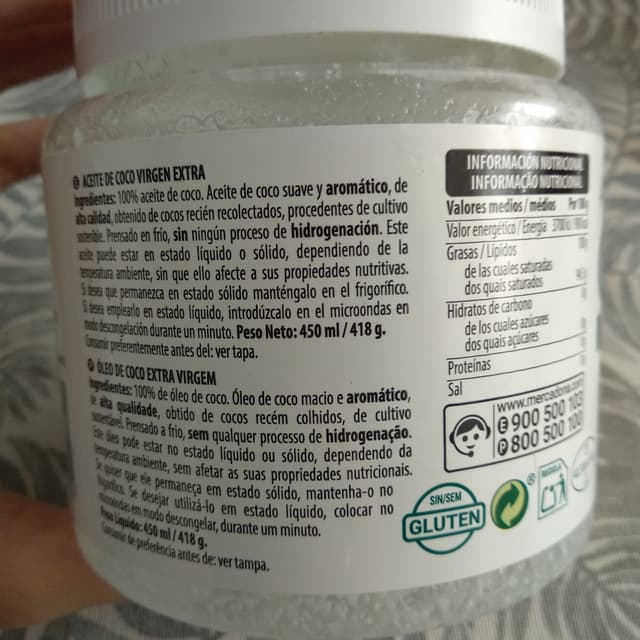 ACEITE DE COCO VIRGEN EXTRA
Ingredientes: 100% aceite de coco. Aceite de coco suave y aromático, de
alta calidad, obtenido de cocos recién recolectados, procedentes de cultivo
sostenible. Prensado en frío, sin ningún proceso de hidrogenación. Este
aceite puede estar en estado líquido o sólido, dependiendo de la
temperatura ambiente, sin que ello afecte a sus propiedades nutritivas.
Si desea que permanezca en estado sólido manténgalo en el frigorífico.
Si desea emplearlo en estado líquido, introdúzcalo en el microondas en
modo descongelación durante un minuto. Peso Neto: 450 ml / 418 g.
Consumir preferentemente antes del: ver tapa.
ÓLEO DE COCO EXTRA VIRGEM
Ingredientes: 100% de óleo de coco. Óleo de coco macio e aromático,
de alta qualidade, obtido de cocos recém colhidos, de cultivo
sustentável. Prensado a frio, sem qualquer processo de hidrogenação.
Este óleo pode estar no estado líquido ou sólido, dependendo da
temperatura ambiente, sem afetar as suas propriedades nutricionais.
Se quiser que ele permaneça em estado sólido, mantenha-o no
frigorífico. Se desejar utilizá-lo em estado líquido, colocar no
microondas em modo descongelar, durante um minuto.
Peso Líquido: 450 ml / 418 g.
Consumir de preferência antes de: ver tampa.
INFORMACIÓN NUTRICIONAL
INFORMAÇÃO NUTRICIONAL
Valores medios / médios Por 100
Valor energético / Energia
Grasas / Lípidos
de las cuales saturadas
dos quais saturados
Hidratos de carbono
de los cuales azúcares
dos quais açúcares
Proteínas
Sal
www.mercadona.com
E 900 500 103
P 800 500 100
SIN/SEM
GLUTEN
RECICLA